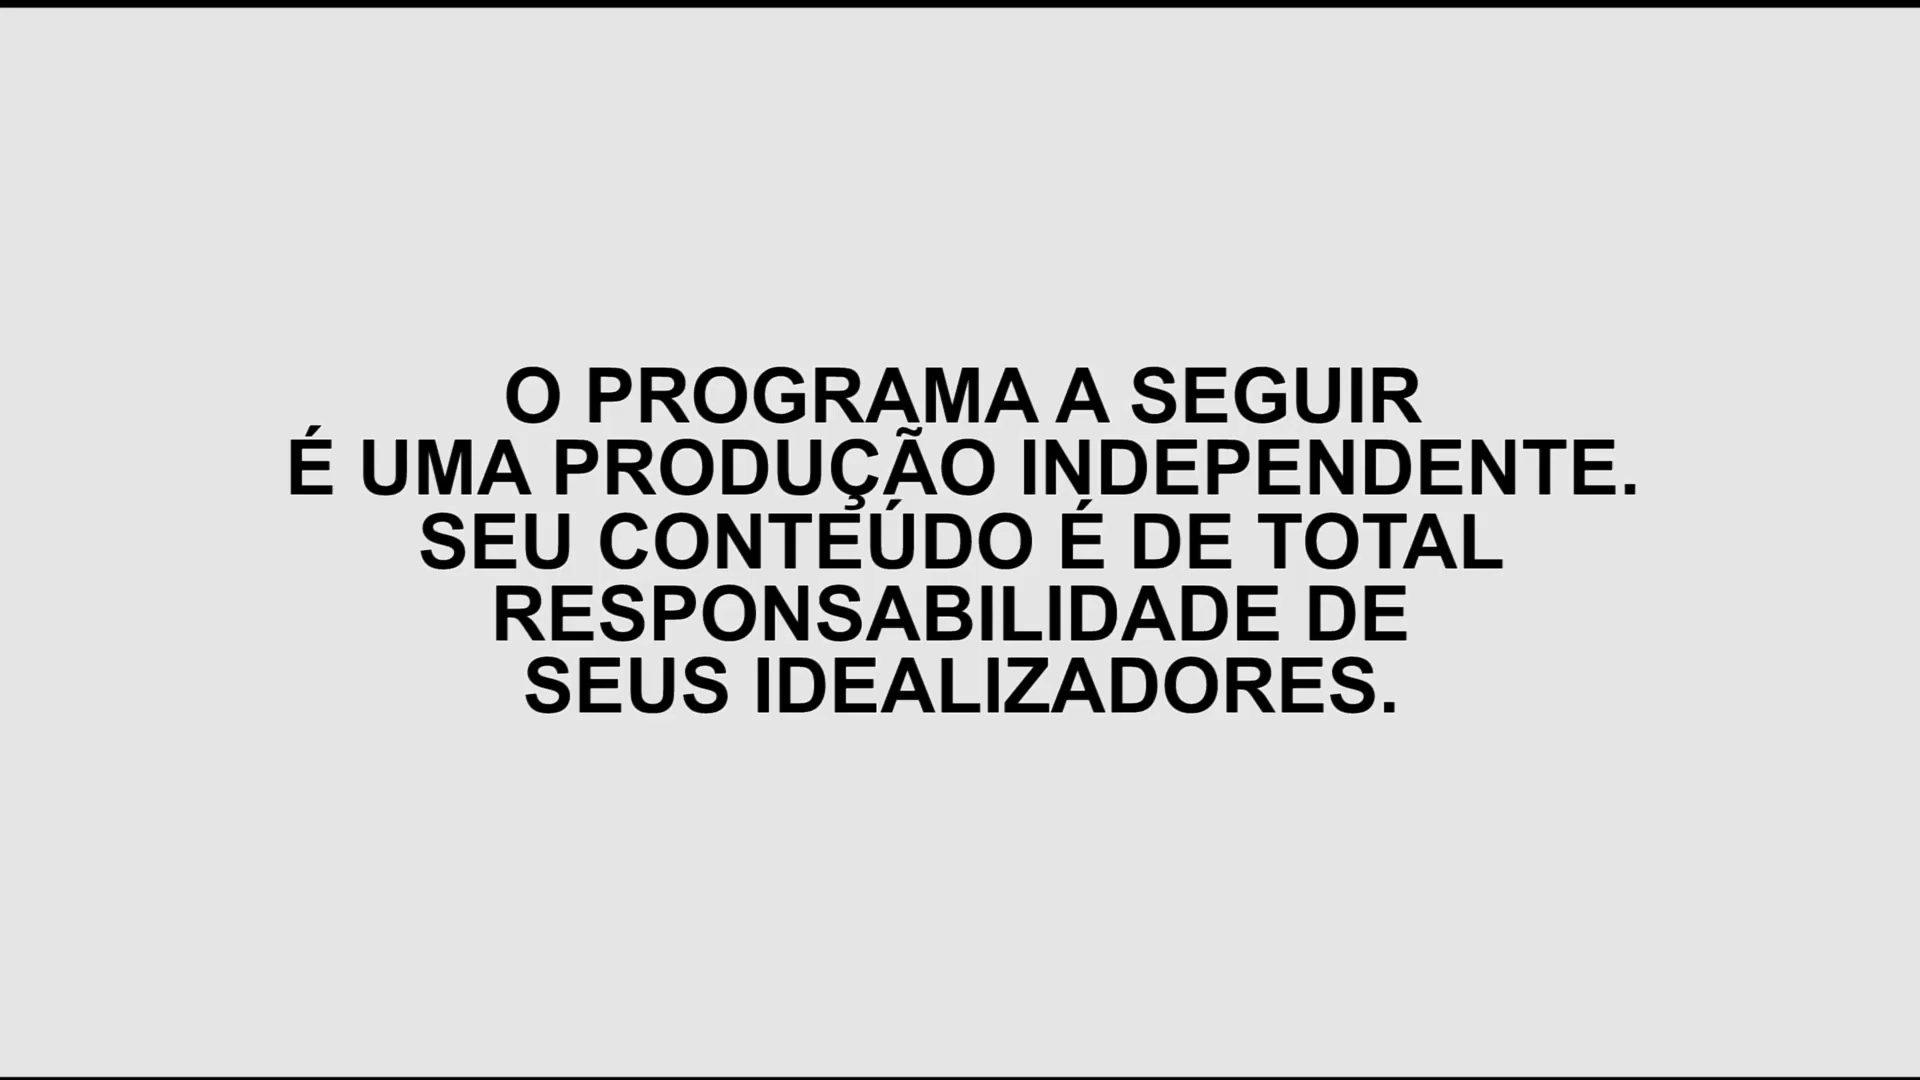 O PROGRAMA A SEGUIR
É UMA PRODUÇÃO INDEPENDENTE.
SEU CONTEÚDO É DE TOTAL
RESPONSABILIDADE DE
SEUS IDEALIZADORES.